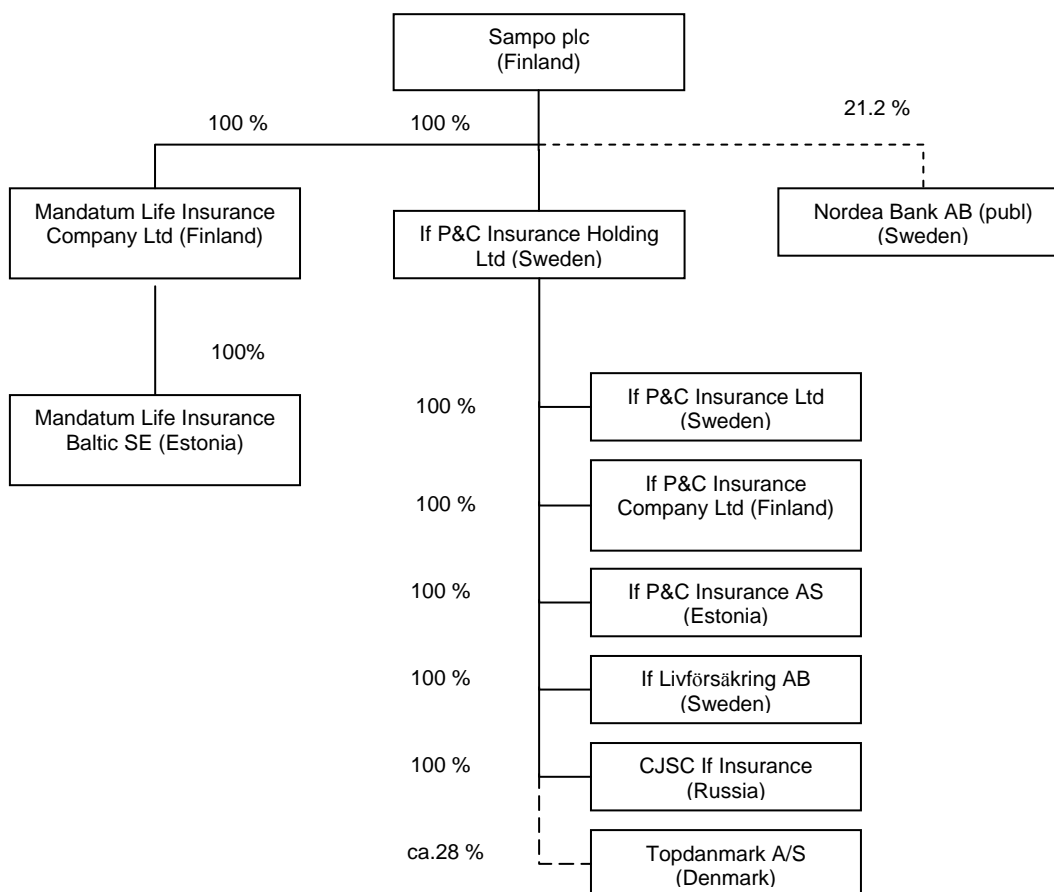 Sampo plc
(Finland)
100 %
100 %
21.2 %
Mandatum Life Insurance
Company Ltd (Finland)
If P&C Insurance Holding
Ltd (Sweden)
Nordea Bank AB (publ)
(Sweden)
100%
Mandatum Life Insurance
Baltic SE (Estonia)
100 %
If P&C Insurance Ltd
(Sweden)
100 %
If P&C Insurance
Company Ltd (Finland)
100 %
If P&C Insurance AS
(Estonia)
100 %
If Livförsäkring AB
(Sweden)
100 %
CJSC If Insurance
(Russia)
ca.28 %
Topdanmark A/S
(Denmark)